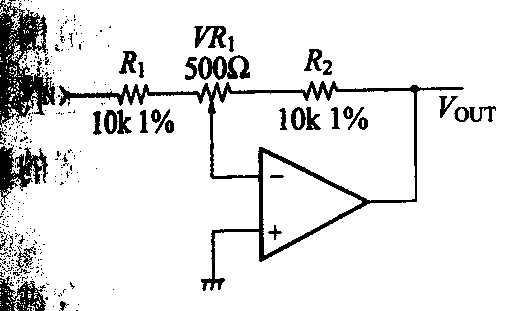 VR1
500Ω
R1
R2
10k 1%
10k 1%
VOUT
−
+